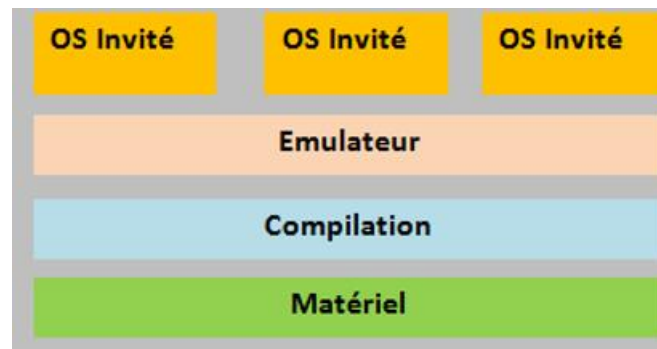 OS Invité OS Invité OS Invité
Emulateur
Compilation
Matériel